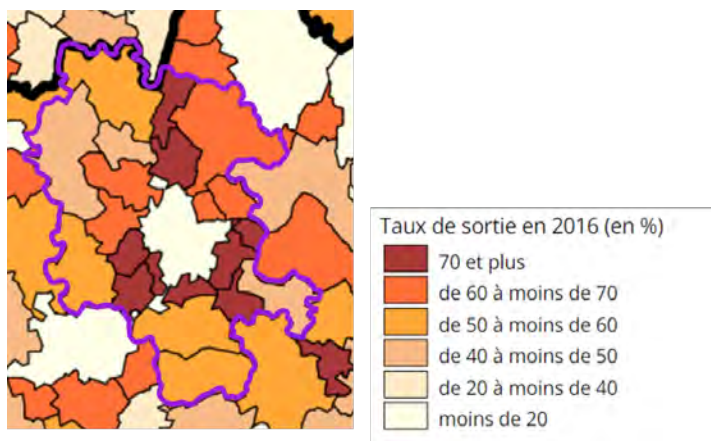 Taux de sortie en 2016 (en %)
70 et plus
de 60 à moins de 70
de 50 à moins de 60
de 40 à moins de 50
de 20 à moins de 40
moins de 20